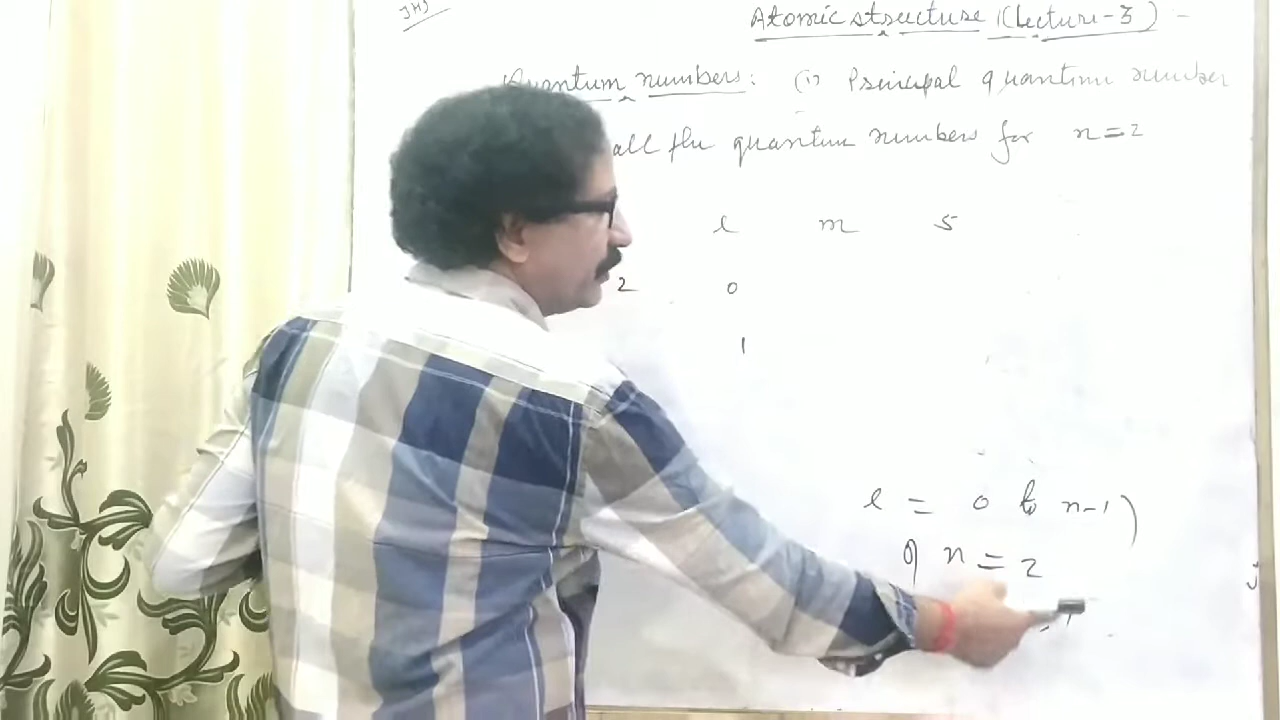 Atomic structure (Lecture-3) -
Quantum numbers: (i) Principal quantum number
all the quantum numbers for n=2
l m s
2 0
1
l = 0 to n-1)
n = 2